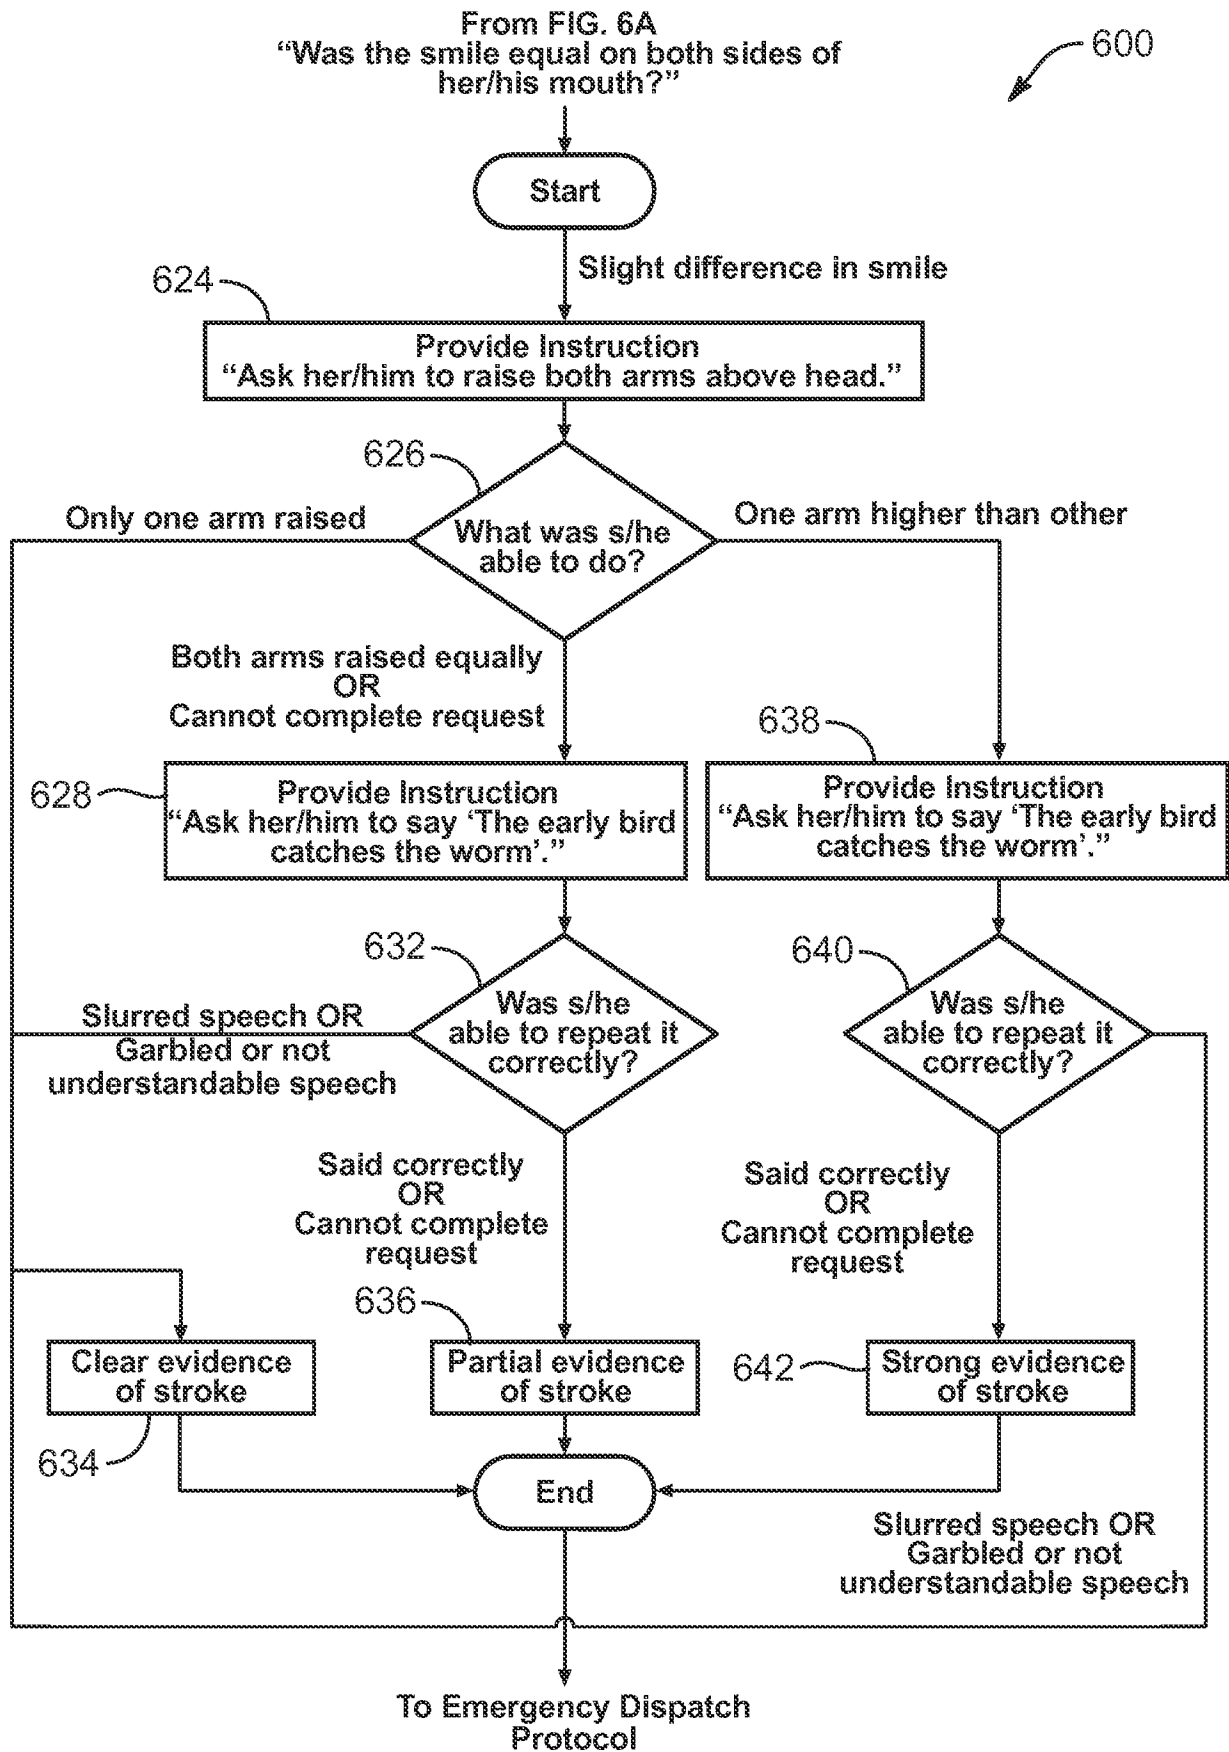 From FIG. 6A
“Was the smile equal on both sides of
her/his mouth?”
600
Start
Slight difference in smile
624
Provide Instruction
“Ask her/him to raise both arms above head.”
626
Only one arm raised
What was s/he
able to do?
One arm higher than other
Both arms raised equally
OR
Cannot complete request
628
Provide Instruction
“Ask her/him to say ‘The early bird
catches the worm’.”
638
Provide Instruction
“Ask her/him to say ‘The early bird
catches the worm’.”
632
Slurred speech OR
Garbled or not
understandable speech
Was s/he
able to repeat it
correctly?
640
Was s/he
able to repeat it
correctly?
Said correctly
OR
Cannot complete
request
Said correctly
OR
Cannot complete
request
Clear evidence
of stroke
634
636
Partial evidence
of stroke
642
Strong evidence
of stroke
End
Slurred speech OR
Garbled or not
understandable speech
To Emergency Dispatch
Protocol